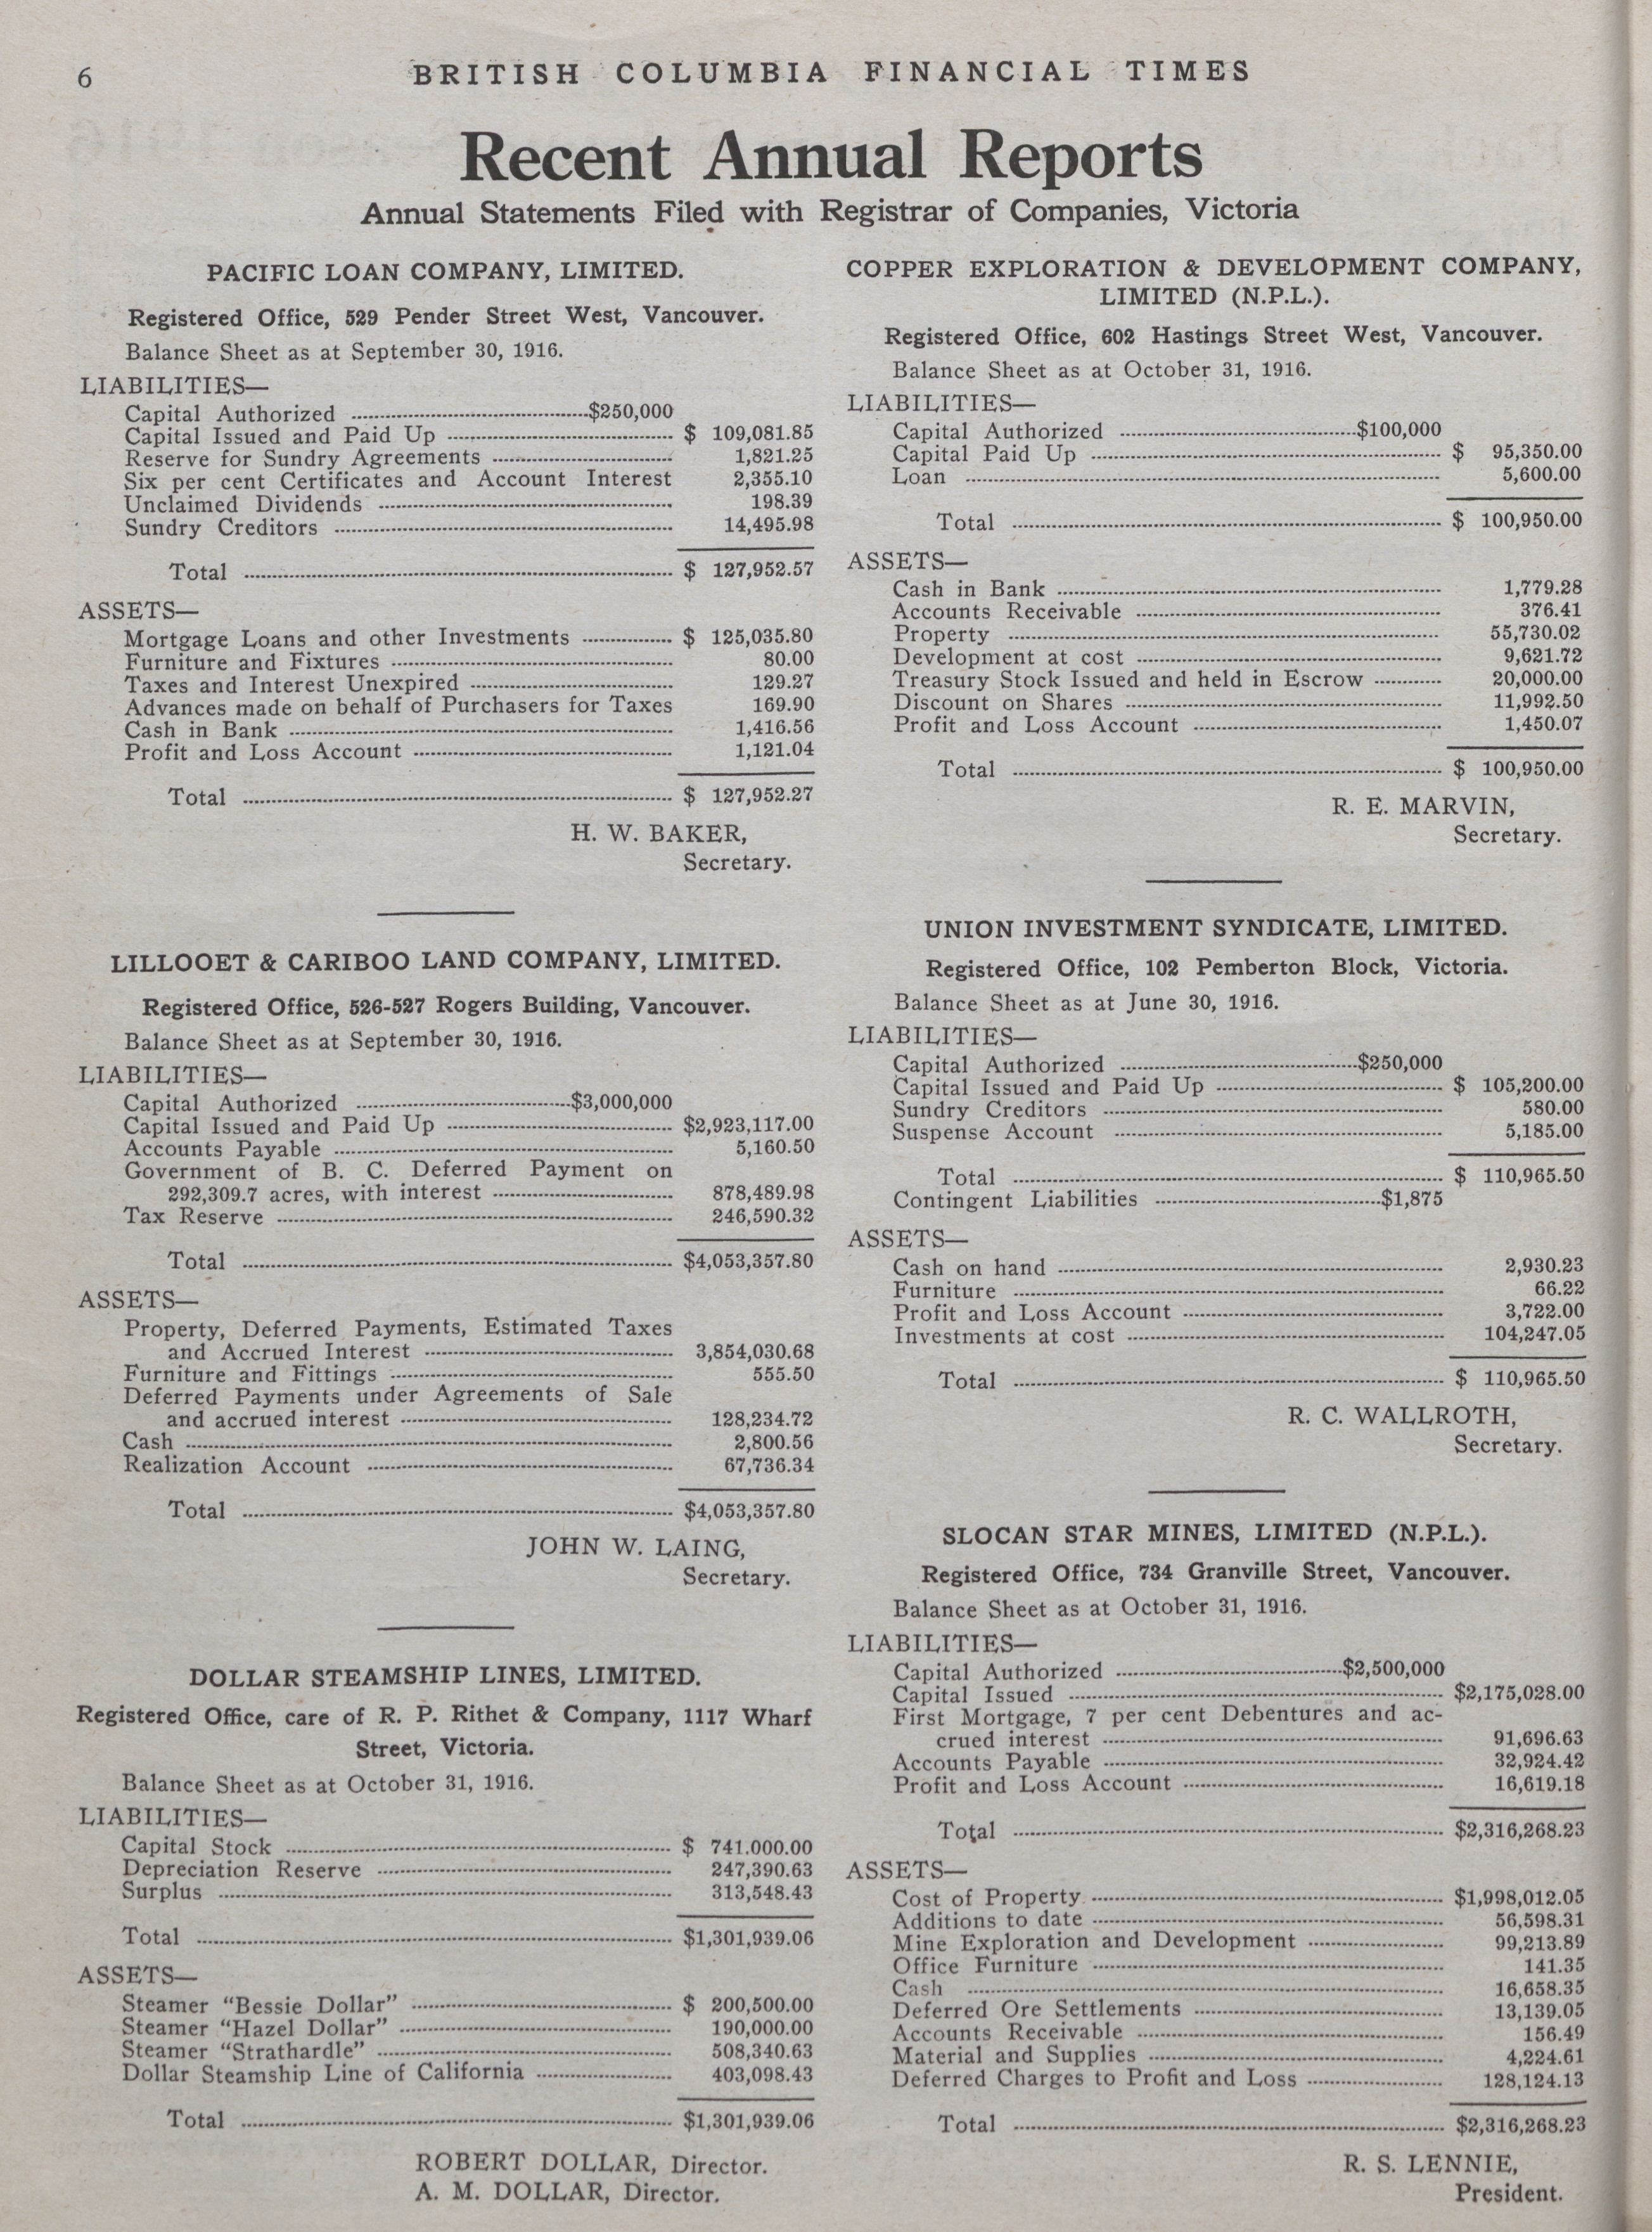 6
BRITISH COLUMBIA FINANCIAL TIMES
Recent Annual Reports
Annual Statements Filed with Registrar of Companies, Victoria
PACIFIC LOAN COMPANY, LIMITED.
Registered Office, 529 Pender Street West, Vancouver.
Balance Sheet as at September 30, 1916.
LIABILITIES—
Capital Authorized $250,000
Capital Issued and Paid Up $ 109,081.85
Reserve for Sundry Agreements 1,821.25
Six per cent Certificates and Account Interest 2,355.10
Unclaimed Dividends 198.39
Sundry Creditors 14,495.98
Total $ 127,952.57
ASSETS—
Mortgage Loans and other Investments $ 125,035.80
Furniture and Fixtures 80.00
Taxes and Interest Unexpired 129.27
Advances made on behalf of Purchasers for Taxes 169.90
Cash in Bank 1,416.56
Profit and Loss Account 1,121.04
Total $ 127,952.27
H. W. BAKER,
Secretary.
LILLOOET & CARIBOO LAND COMPANY, LIMITED.
Registered Office, 526-527 Rogers Building, Vancouver.
Balance Sheet as at September 30, 1916.
LIABILITIES—
Capital Authorized $3,000,000
Capital Issued and Paid Up $2,923,117.00
Accounts Payable 5,160.50
Government of B. C. Deferred Payment on
292,309.7 acres, with interest 878,489.98
Tax Reserve 246,590.32
Total $4,053,357.80
ASSETS—
Property, Deferred Payments, Estimated Taxes
and Accrued Interest 3,854,030.68
Furniture and Fittings 555.50
Deferred Payments under Agreements of Sale
and accrued interest 128,234.72
Cash 2,800.56
Realization Account 67,736.34
Total $4,053,357.80
JOHN W. LAING,
Secretary.
DOLLAR STEAMSHIP LINES, LIMITED.
Registered Office, care of R. P. Rithet & Company, 1117 Wharf
Street, Victoria.
Balance Sheet as at October 31, 1916.
LIABILITIES—
Capital Stock $ 741.000.00
Depreciation Reserve 247,390.63
Surplus 313,548.43
Total $1,301,939.06
ASSETS—
Steamer "Bessie Dollar" $ 200,500.00
Steamer "Hazel Dollar" 190,000.00
Steamer "Strathardle" 508,340.63
Dollar Steamship Line of California 403,098.43
Total $1,301,939.06
ROBERT DOLLAR, Director.
A. M. DOLLAR, Director.
COPPER EXPLORATION & DEVELOPMENT COMPANY,
LIMITED (N.P.L.).
Registered Office, 602 Hastings Street West, Vancouver.
Balance Sheet as at October 31, 1916.
LIABILITIES—
Capital Authorized $100,000
Capital Paid Up $ 95,350.00
Loan 5,600.00
Total $ 100,950.00
ASSETS—
Cash in Bank 1,779.28
Accounts Receivable 376.41
Property 55,730.02
Development at cost 9,621.72
Treasury Stock Issued and held in Escrow 20,000.00
Discount on Shares 11,992.50
Profit and Loss Account 1,450.07
Total $ 100,950.00
R. E. MARVIN,
Secretary.
UNION INVESTMENT SYNDICATE, LIMITED.
Registered Office, 102 Pemberton Block, Victoria.
Balance Sheet as at June 30, 1916.
LIABILITIES—
Capital Authorized $250,000
Capital Issued and Paid Up $ 105,200.00
Sundry Creditors 580.00
Suspense Account 5,185.00
Total $ 110,965.50
Contingent Liabilities $1,875
ASSETS—
Cash on hand 2,930.23
Furniture 66.22
Profit and Loss Account 3,722.00
Investments at cost 104,247.05
Total $ 110,965.50
R. C. WALLROTH,
Secretary.
SLOCAN STAR MINES, LIMITED (N.P.L.).
Registered Office, 734 Granville Street, Vancouver.
Balance Sheet as at October 31, 1916.
LIABILITIES—
Capital Authorized $2,500,000
Capital Issued $2,175,028.00
First Mortgage, 7 per cent Debentures and ac-
crued interest 91,696.63
Accounts Payable 32,924.42
Profit and Loss Account 16,619.18
Total $2,316,268.23
ASSETS—
Cost of Property $1,998,012.05
Additions to date 56,598.31
Mine Exploration and Development 99,213.89
Office Furniture 141.35
Cash 16,658.35
Deferred Ore Settlements 13,139.05
Accounts Receivable 156.49
Material and Supplies 4,224.61
Deferred Charges to Profit and Loss 128,124.13
Total $2,316,268.23
R. S. LENNIE,
President.